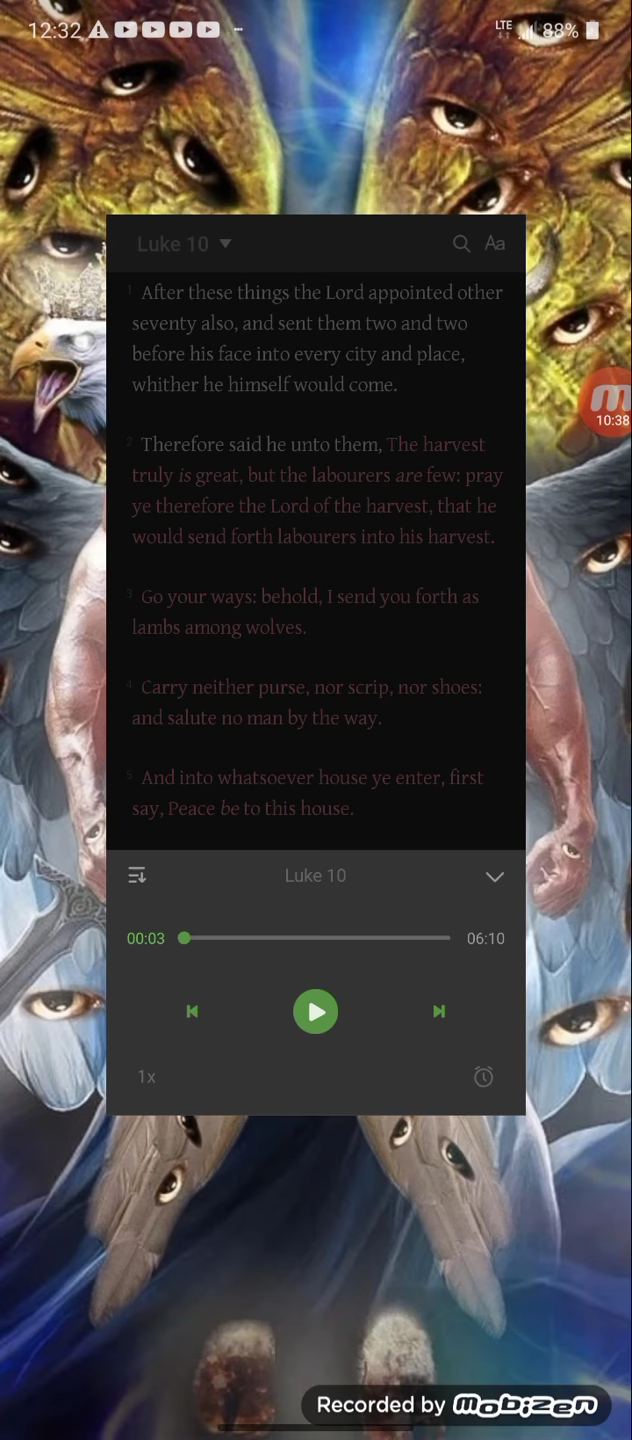 12:32
LTE
88%
Luke 10
Aa
1 After these things the Lord appointed other
seventy also, and sent them two and two
before his face into every city and place,
whither he himself would come.
2 Therefore said he unto them, The harvest
truly is great, but the labourers are few: pray
ye therefore the Lord of the harvest, that he
would send forth labourers into his harvest.
3 Go your ways: behold, I send you forth as
lambs among wolves.
4 Carry neither purse, nor scrip, nor shoes:
and salute no man by the way.
5 And into whatsoever house ye enter, first
say, Peace be to this house.
m
10:38
Luke 10
00:03
06:10
1x
Recorded by mobizen